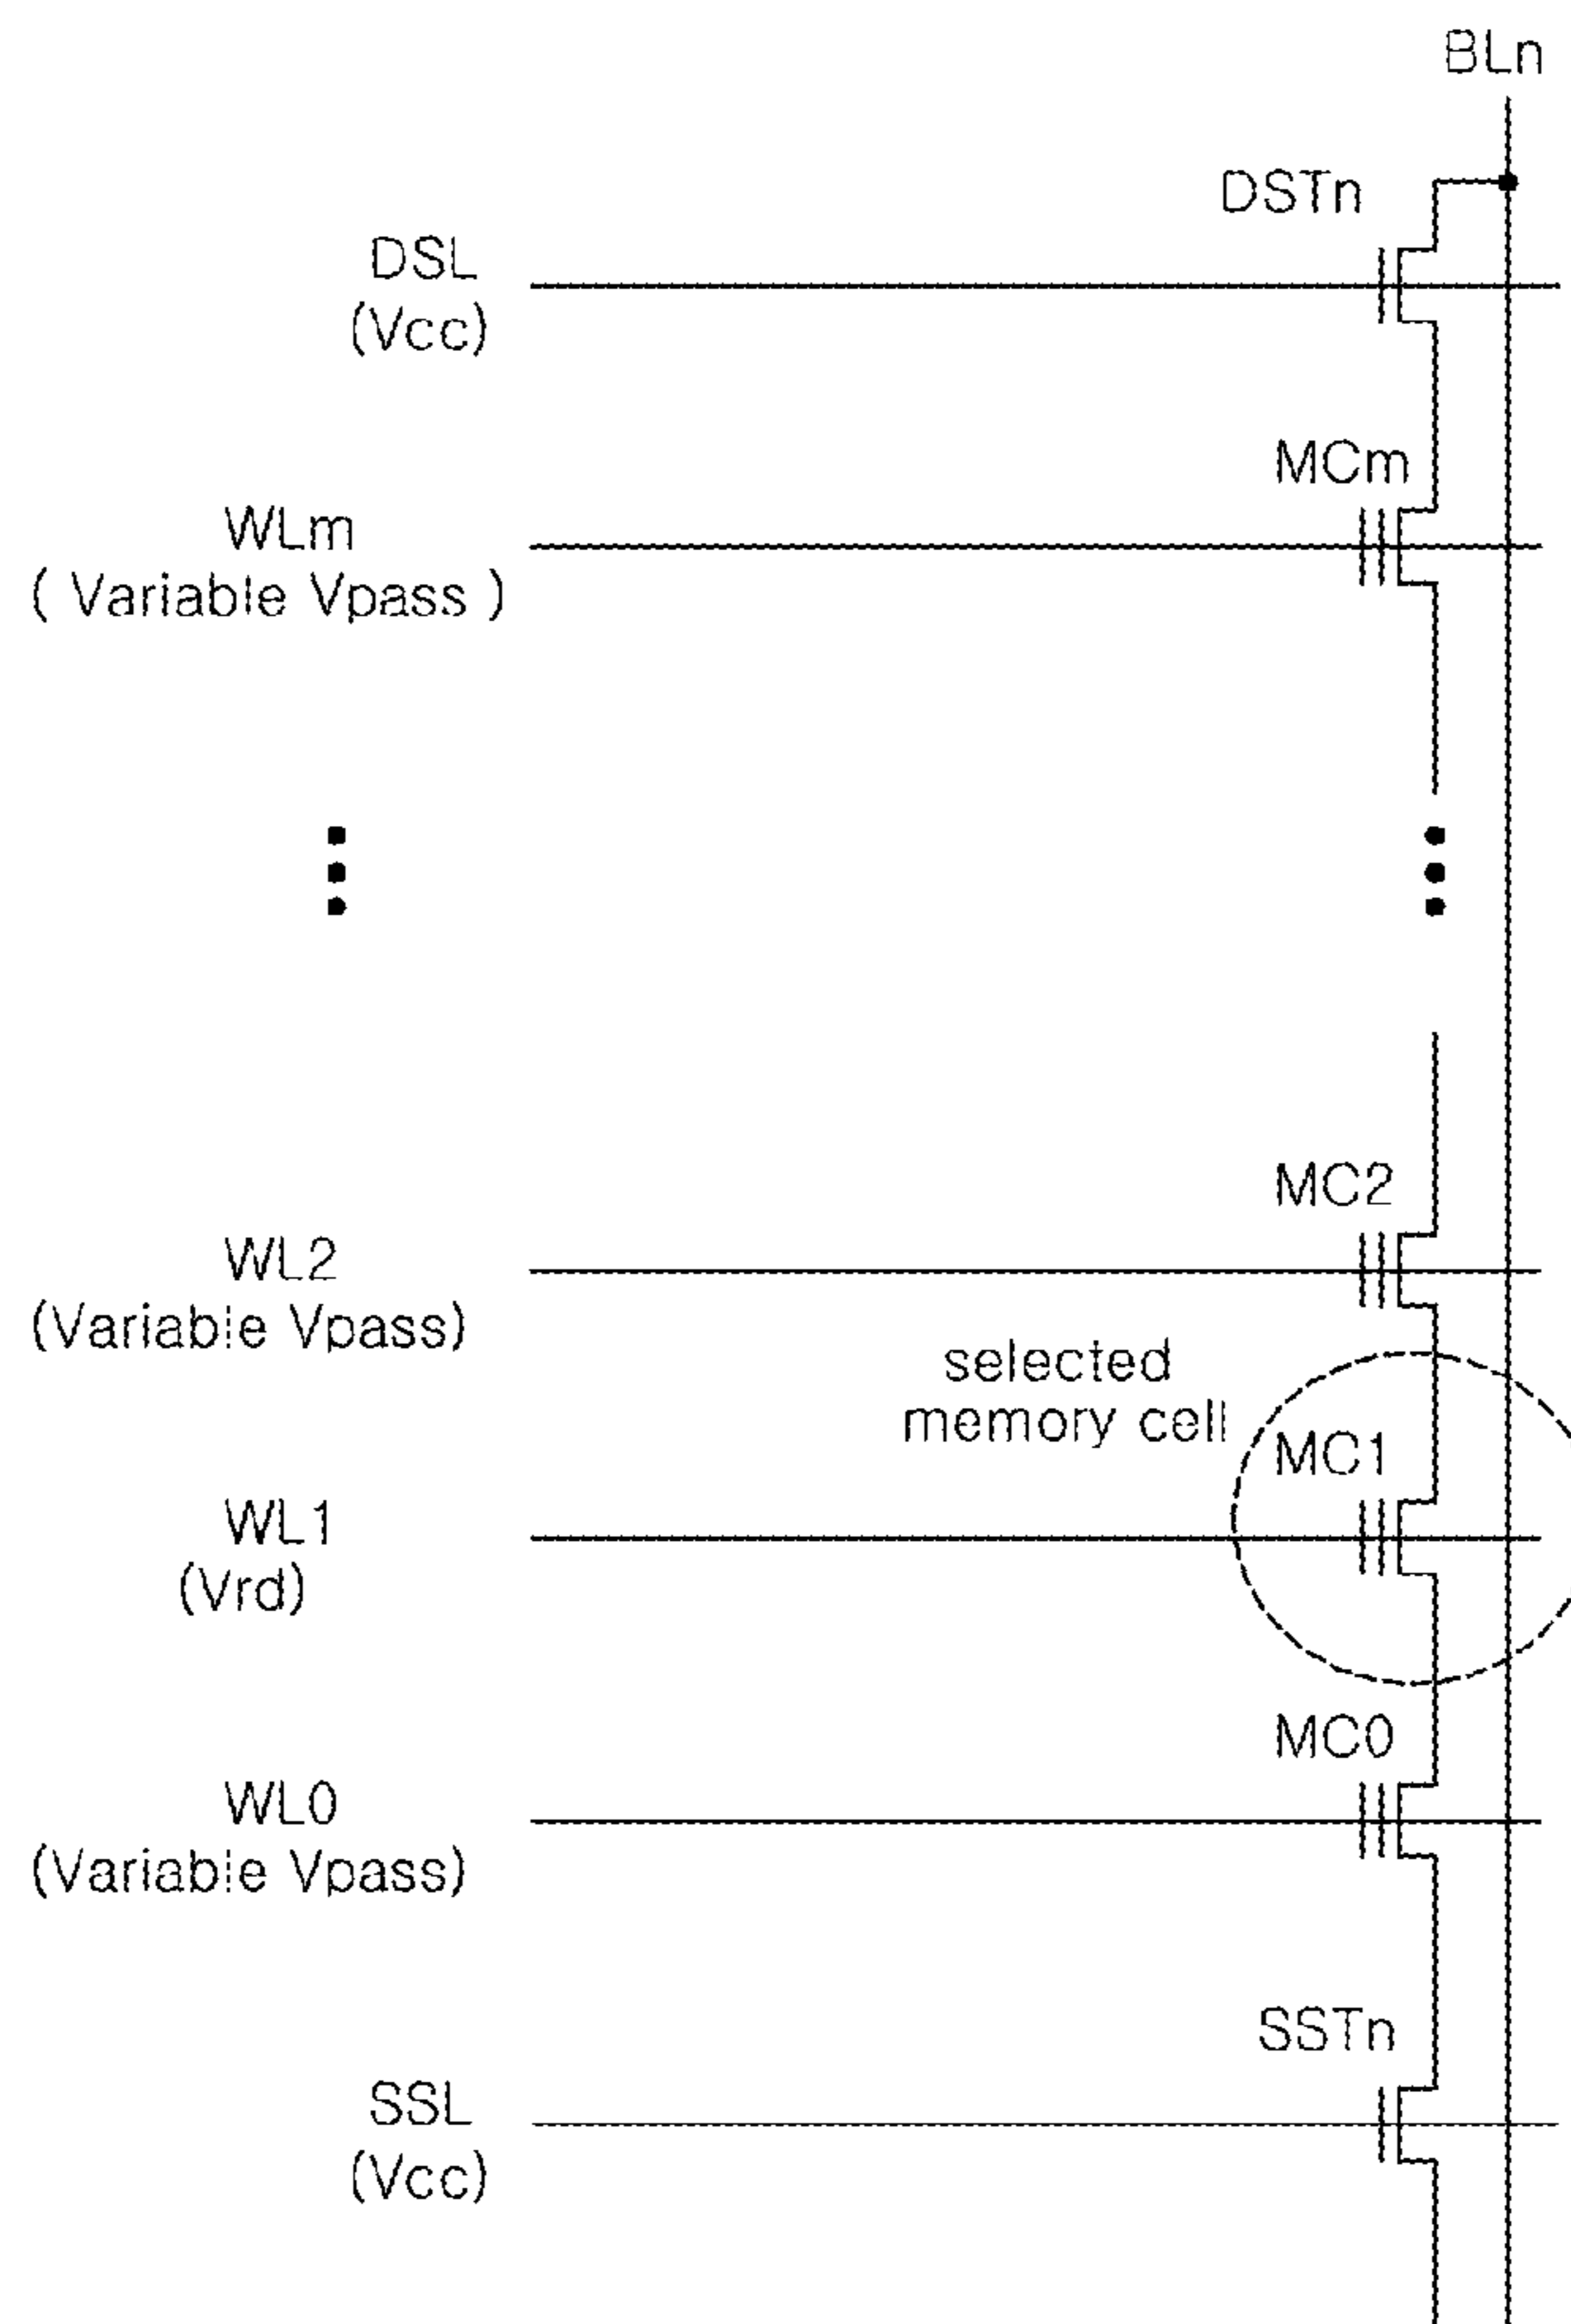 BLn
DSTn
DSL
(Vcc)
MCm
WLm
( Variable Vpass )
MC2
WL2
(Variable Vpass)
selected
memory cell
MC1
WL1
(Vrd)
MC0
WL0
(Variable Vpass)
SSTn
SSL
(Vcc)